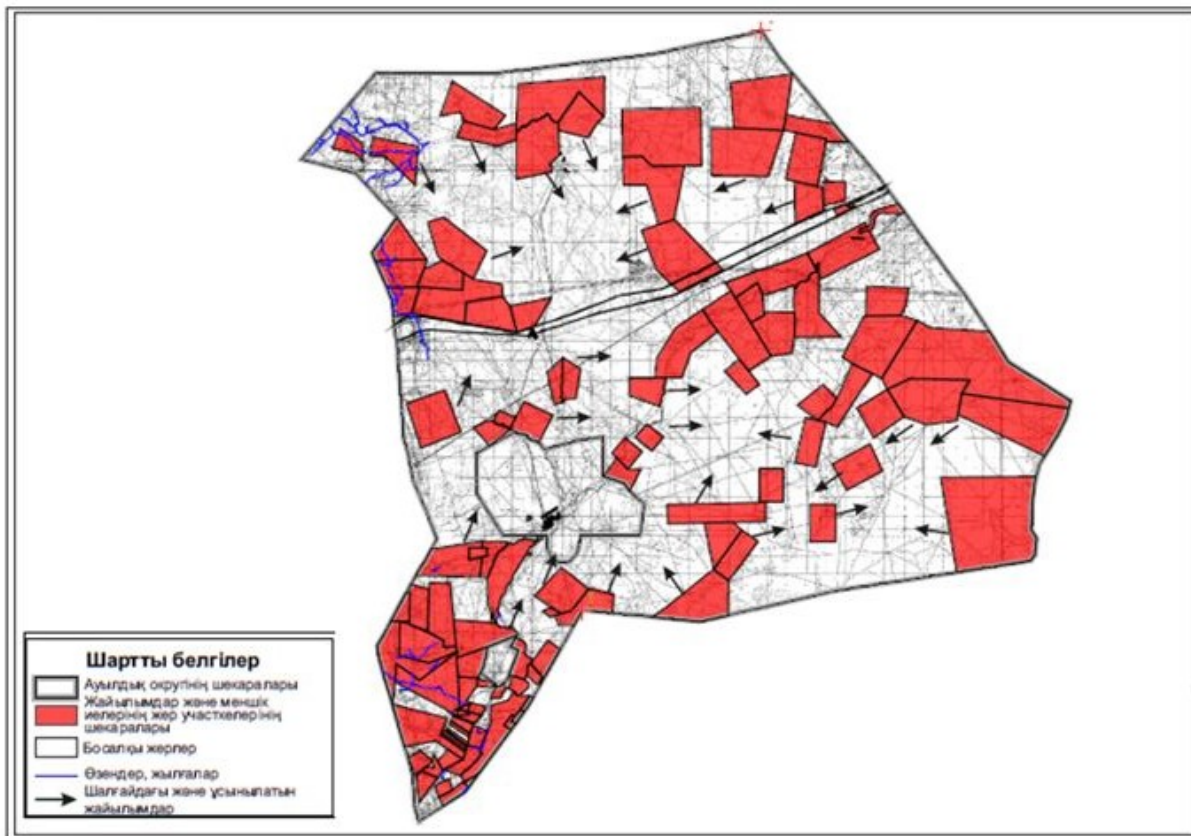 Шартты белгілер
Ауылдық округінің шекаралары
Жайылымдар және меншік
иелерінің жер участкелерінің
шекаралары
Босалқы жерлер
Өзендер, жылғалар
Шалғайдағы және ұсынылатын
жайылымдар